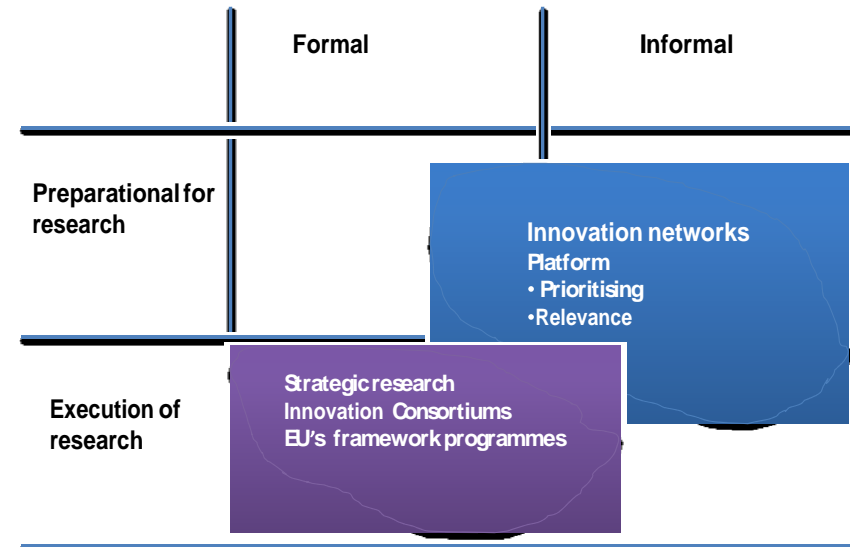 Formal
Informal
Preparational for
research
Innovation networks
Platform
• Prioritising
•Relevance
Execution of
research
Strategic research
Innovation Consortiums
EU's framework programmes